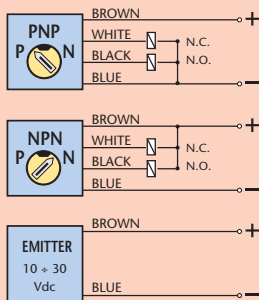 BROWN +
PNP WHITE N.C.
P N BLACK N.O.
BLUE −
BROWN +
NPN WHITE N.C.
P N BLACK N.O.
BLUE −
BROWN +
EMITTER
10 ÷ 30
Vdc
BLUE −